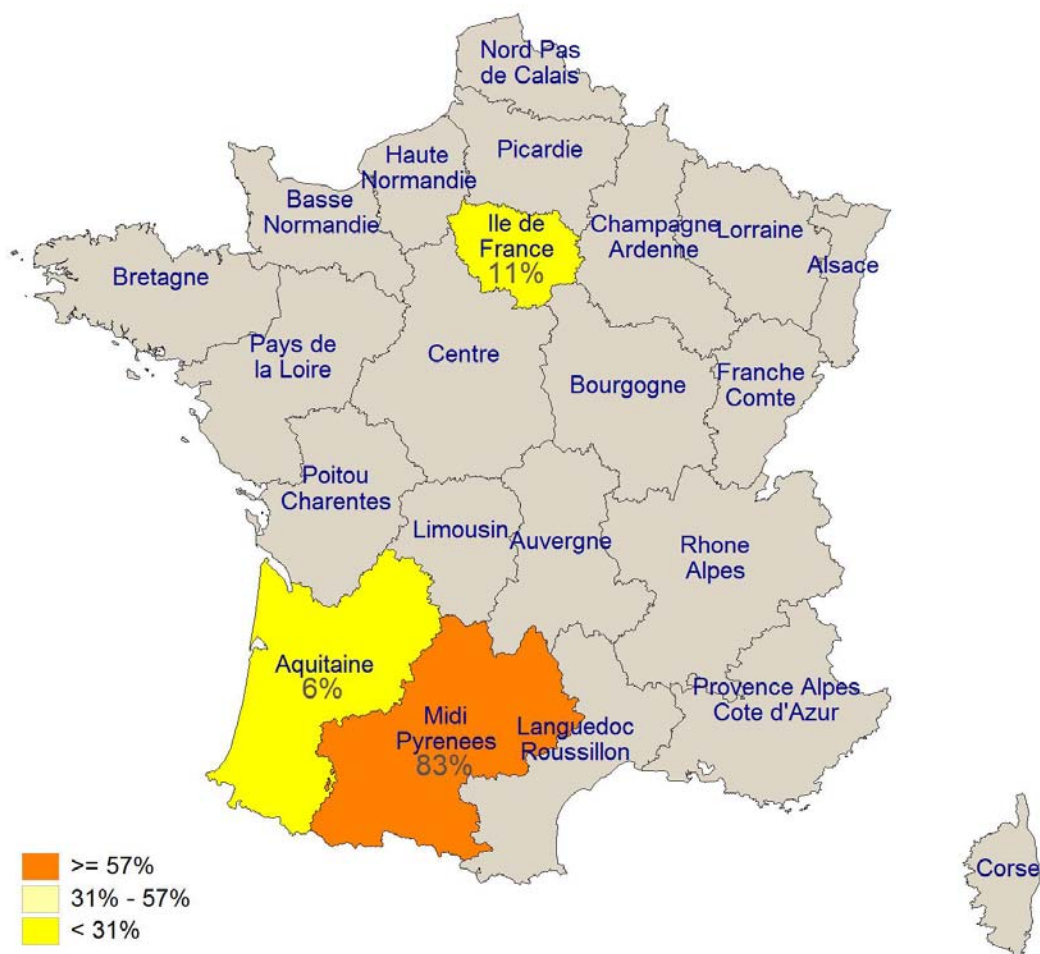 Nord Pas
de Calais
Picardie
Haute
Normandie
Basse
Normandie
Ile de
France
11%
Champagne
Ardenne
Lorraine
Alsace
Bretagne
Pays de
la Loire
Centre
Bourgogne
Franche
Comte
Poitou
Charentes
Limousin
Auvergne
Rhone
Alpes
Aquitaine
6%
Midi
Pyrenees
83%
Languedoc
Roussillon
Provence Alpes
Cote d'Azur
Corse
>= 57%
31% - 57%
< 31%